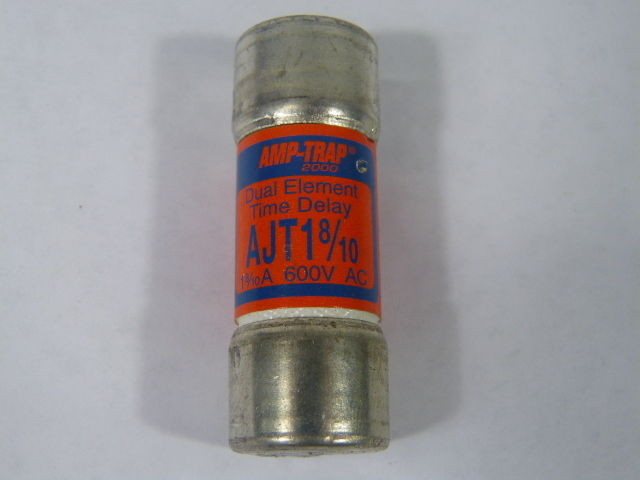 AMP-TRAP®
2000
Dual Element
Time Delay
AJT1 8/10
1 8/10A 600V AC